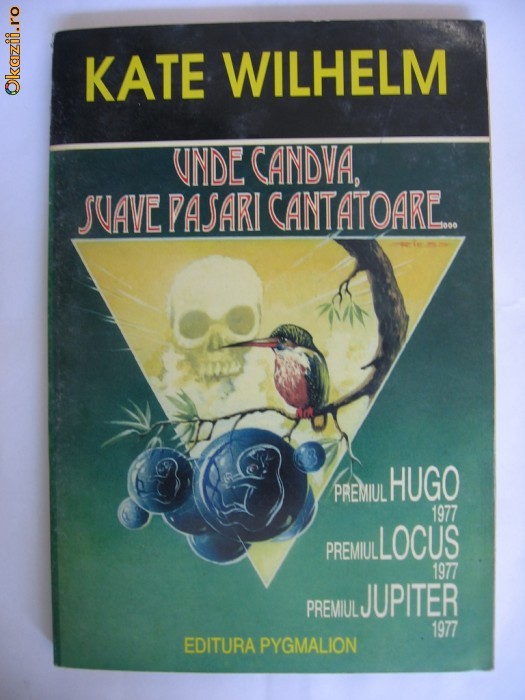 Okazii.ro
KATE WILHELM
UNDE CANDVA,
SUAVE PASARI CANTATOARE...
PREMIUL HUGO
1977
PREMIUL LOCUS
1977
PREMIUL JUPITER
1977
EDITURA PYGMALION